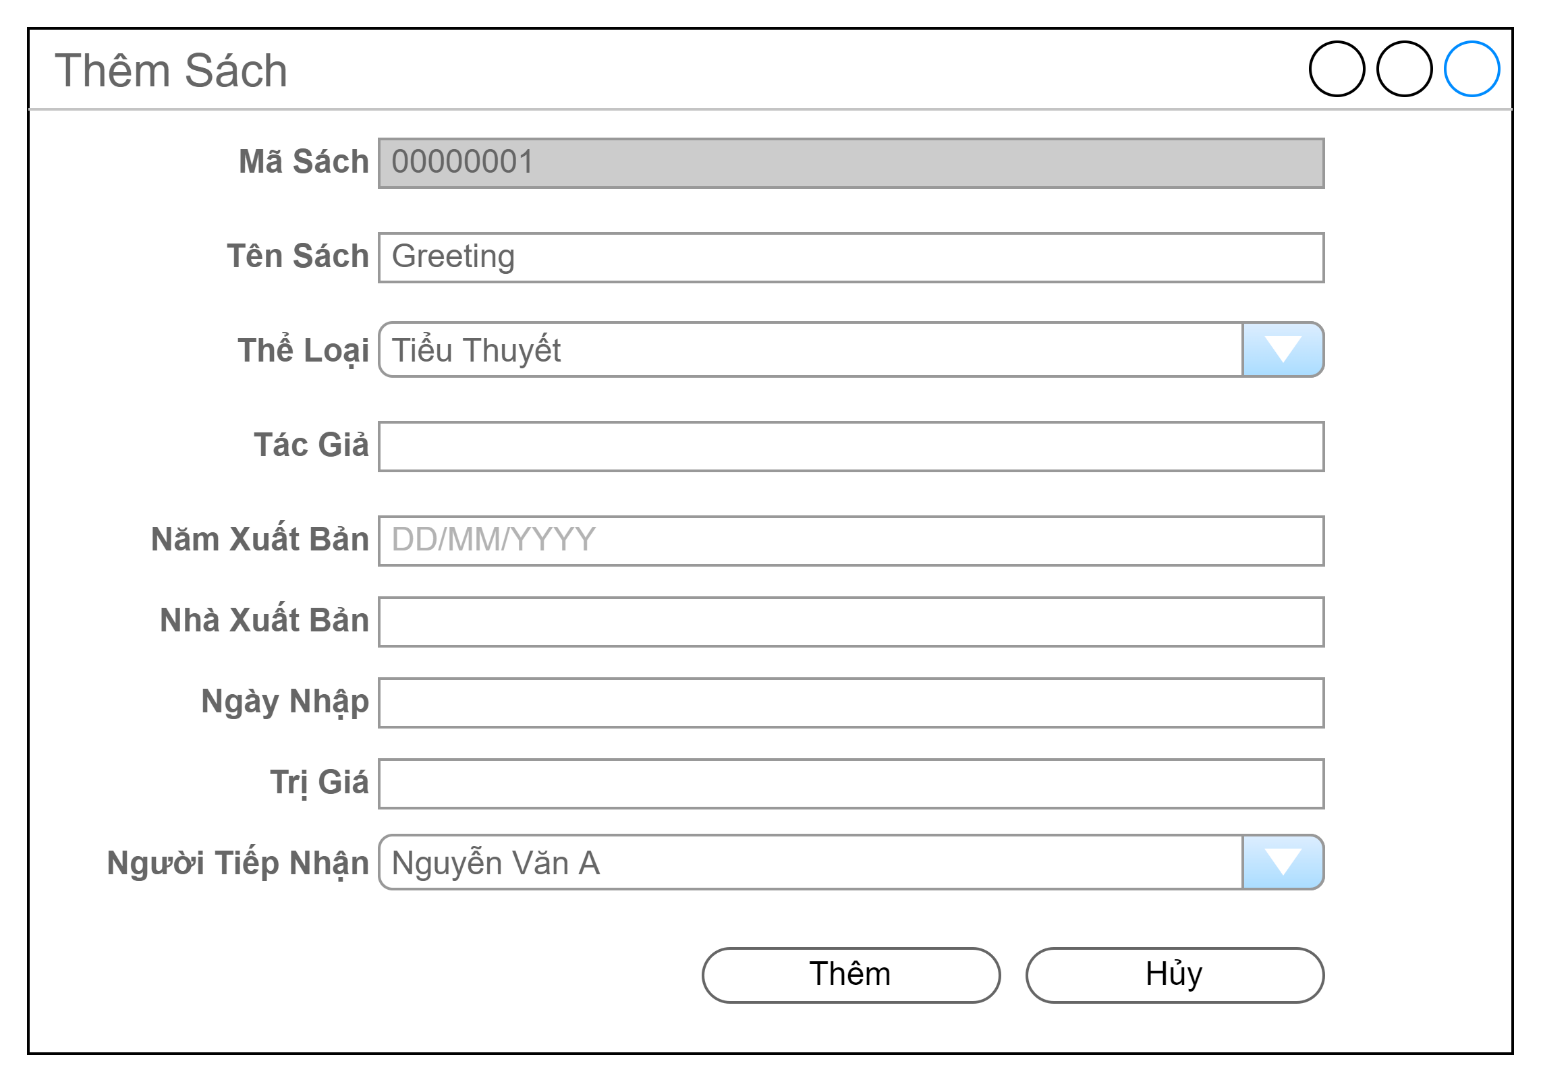 Thêm Sách
Mã Sách 00000001
Tên Sách Greeting
Thể Loại Tiểu Thuyết
Tác Giả
Năm Xuất Bản DD/MM/YYYY
Nhà Xuất Bản
Ngày Nhập
Trị Giá
Người Tiếp Nhận Nguyễn Văn A
Thêm Hủy